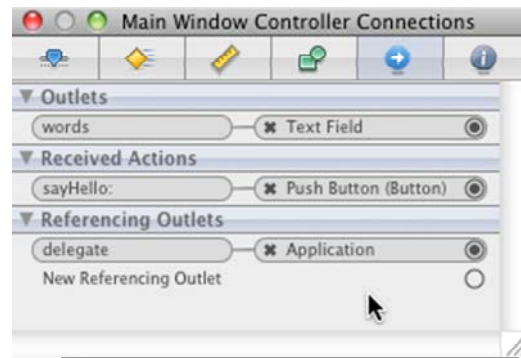 Main Window Controller Connections
Outlets
words Text Field
Received Actions
sayHello: Push Button (Button)
Referencing Outlets
delegate Application
New Referencing Outlet